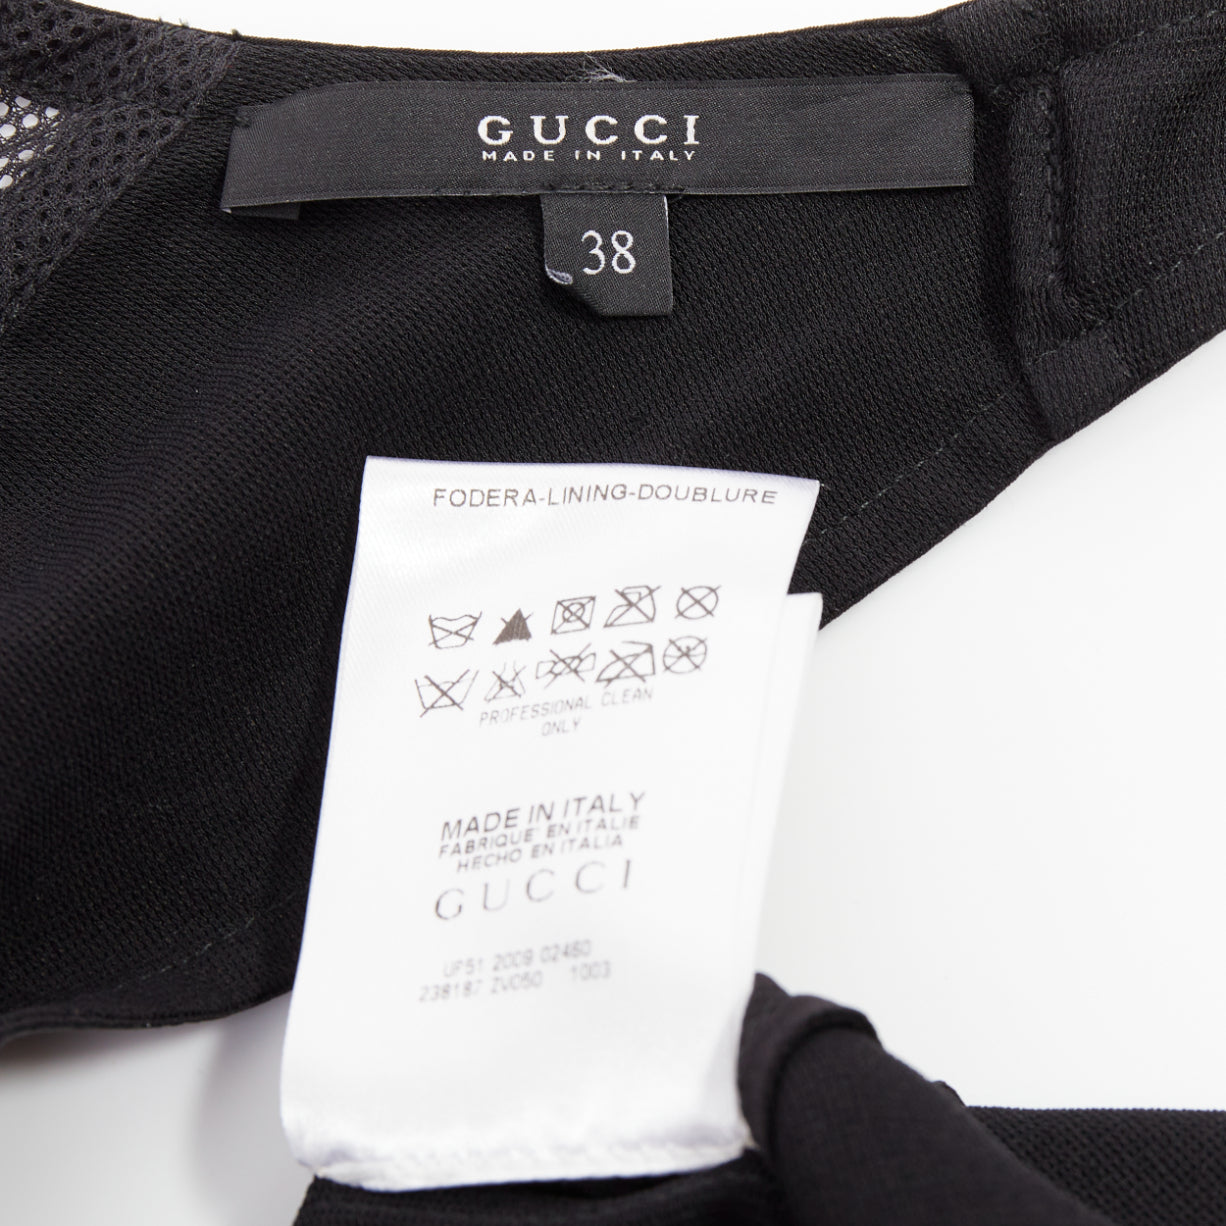 GUCCI
MADE IN ITALY
38
FODERA-LINING-DOUBLURE
PROFESSIONAL CLEAN
ONLY
MADE IN ITALY
FABRIQUE' EN ITALIE
HECHO EN ITALIA
GUCCI
UF51 2009 02460
238187 ZV050 1003